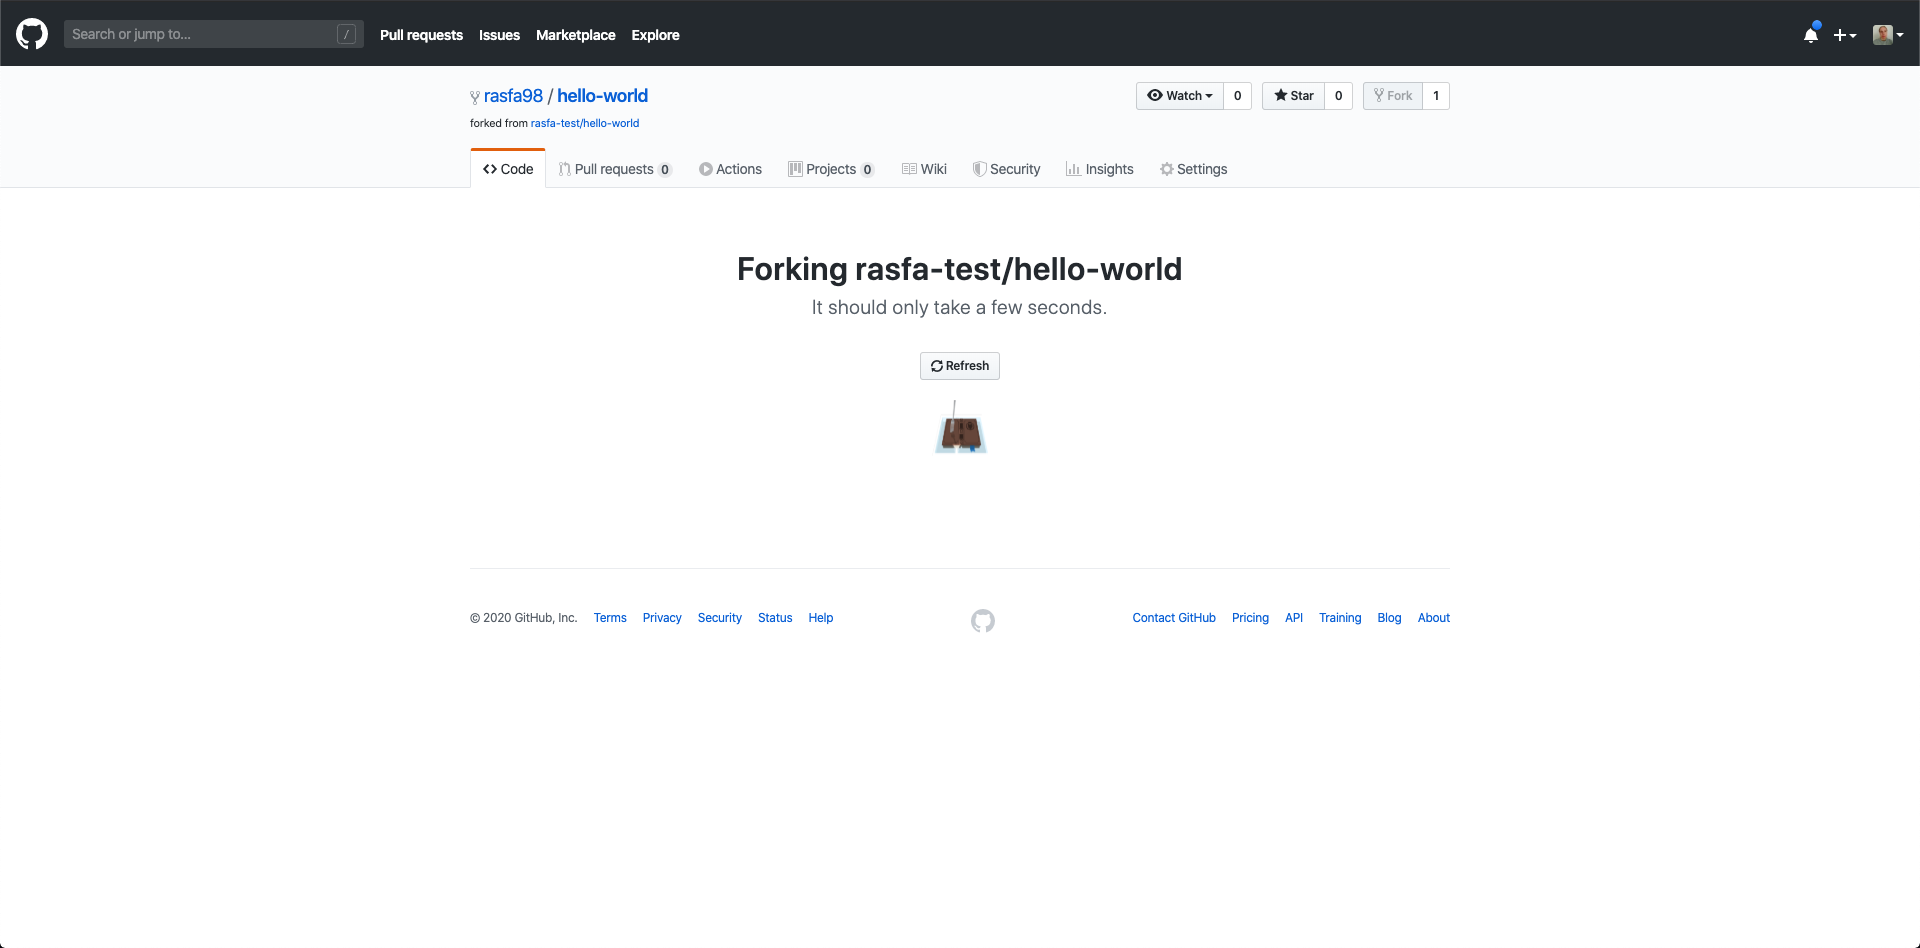 Search or jump to... /
Pull requests Issues Marketplace Explore
rasfa98 / hello-world
Watch 0 Star 0 Fork 1
forked from rasfa-test/hello-world
Code Pull requests 0 Actions Projects 0 Wiki Security Insights Settings
Forking rasfa-test/hello-world
It should only take a few seconds.
Refresh
© 2020 GitHub, Inc. Terms Privacy Security Status Help Contact GitHub Pricing API Training Blog About